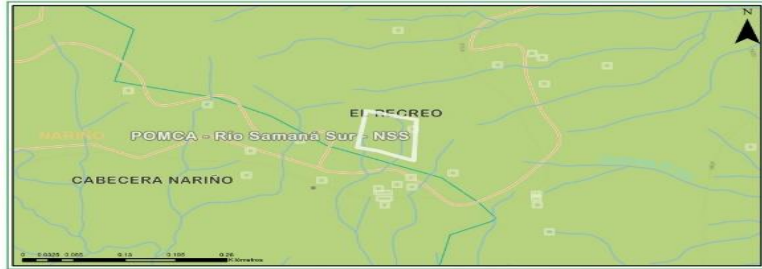 N
EL RECREO
NARIÑO
POMCA - Río Samaná Sur - NSS
CABECERA NARIÑO
0 0.0325 0.065 0.13 0.195 0.26
Kilómetros